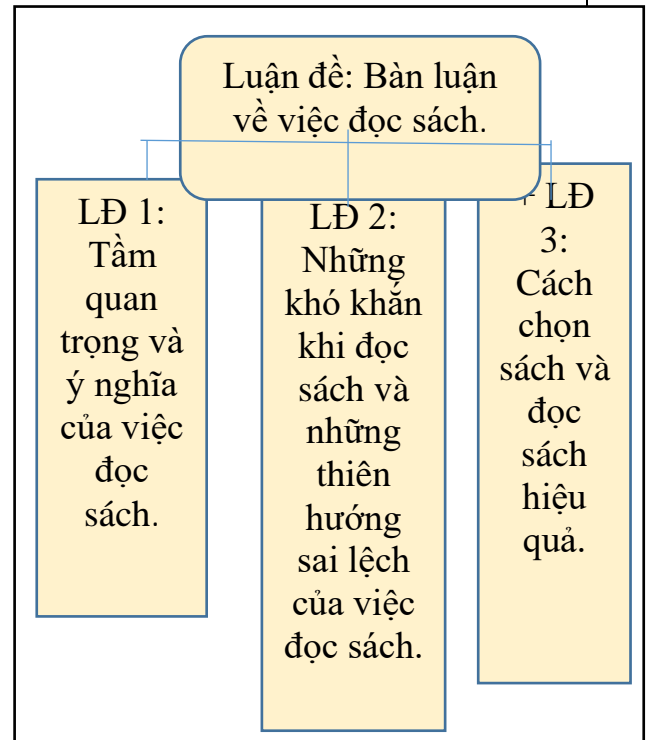 Luận đề: Bàn luận
về việc đọc sách.
LĐ 1:
Tầm
quan
trọng và
ý nghĩa
của việc
đọc
sách.
LĐ 2:
Những
khó khắn
khi đọc
sách và
những
thiên
hướng
sai lệch
của việc
đọc sách.
+ LĐ
3:
Cách
chọn
sách và
đọc
sách
hiệu
quả.